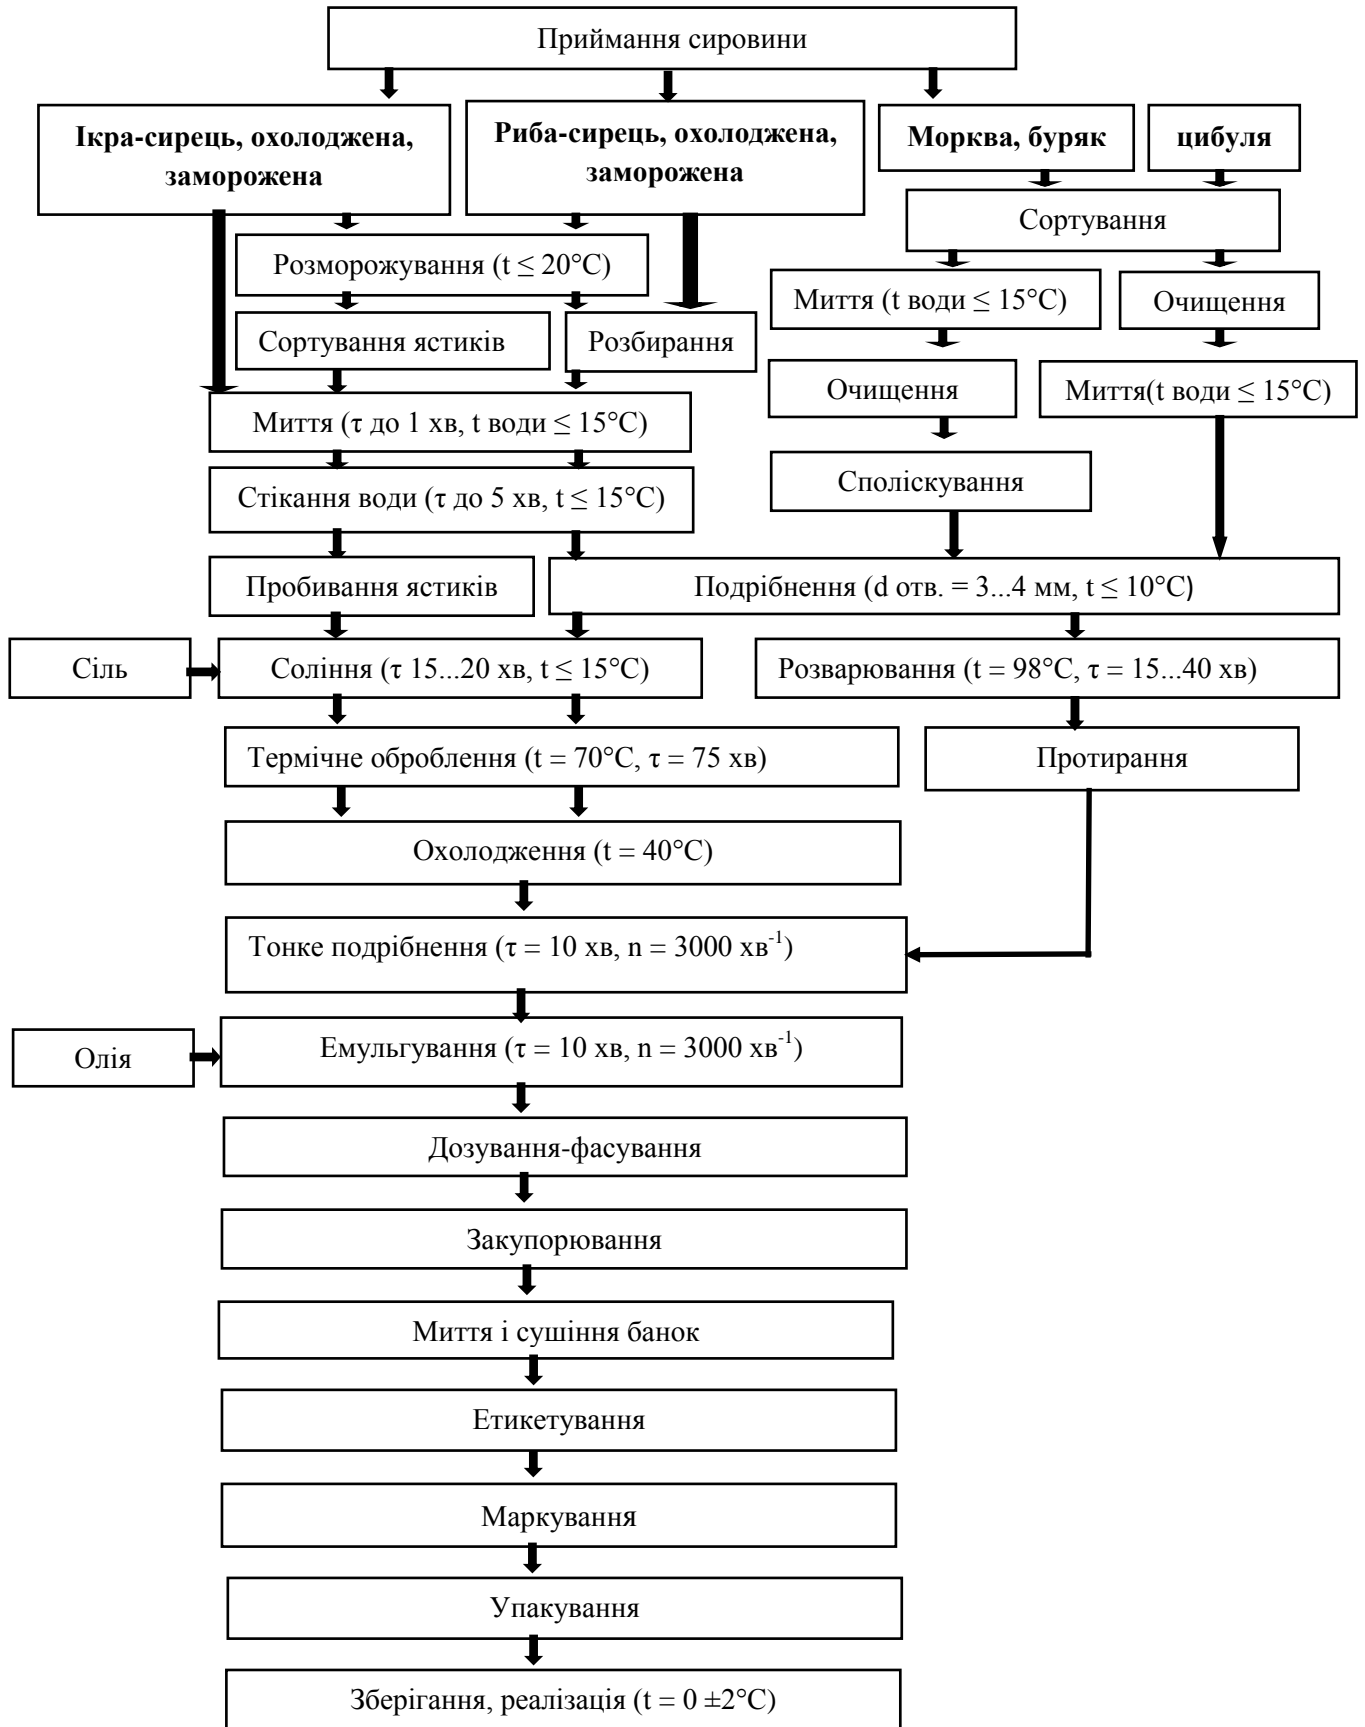 Приймання сировини
Ікра-сирець, охолоджена,
заморожена
Риба-сирець, охолоджена,
заморожена
Морква, буряк
цибуля
Сортування
Розморожування (t ≤ 20°C)
Миття (t води ≤ 15°C)
Очищення
Сортування ястиків
Розбирання
Очищення
Миття(t води ≤ 15°C)
Миття (τ до 1 хв, t води ≤ 15°C)
Стікання води (τ до 5 хв, t ≤ 15°C)
Споліскування
Пробивання ястиків
Подрібнення (d отв. = 3...4 мм, t ≤ 10°C)
Сіль
Соління (τ 15...20 хв, t ≤ 15°C)
Розварювання (t = 98°C, τ = 15...40 хв)
Термічне оброблення (t = 70°C, τ = 75 хв)
Протирання
Охолодження (t = 40°C)
Тонке подрібнення (τ = 10 хв, n = 3000 хв⁻¹)
Олія
Емульгування (τ = 10 хв, n = 3000 хв⁻¹)
Дозування-фасування
Закупорювання
Миття і сушіння банок
Етикетування
Маркування
Упакування
Зберігання, реалізація (t = 0 ±2°C)